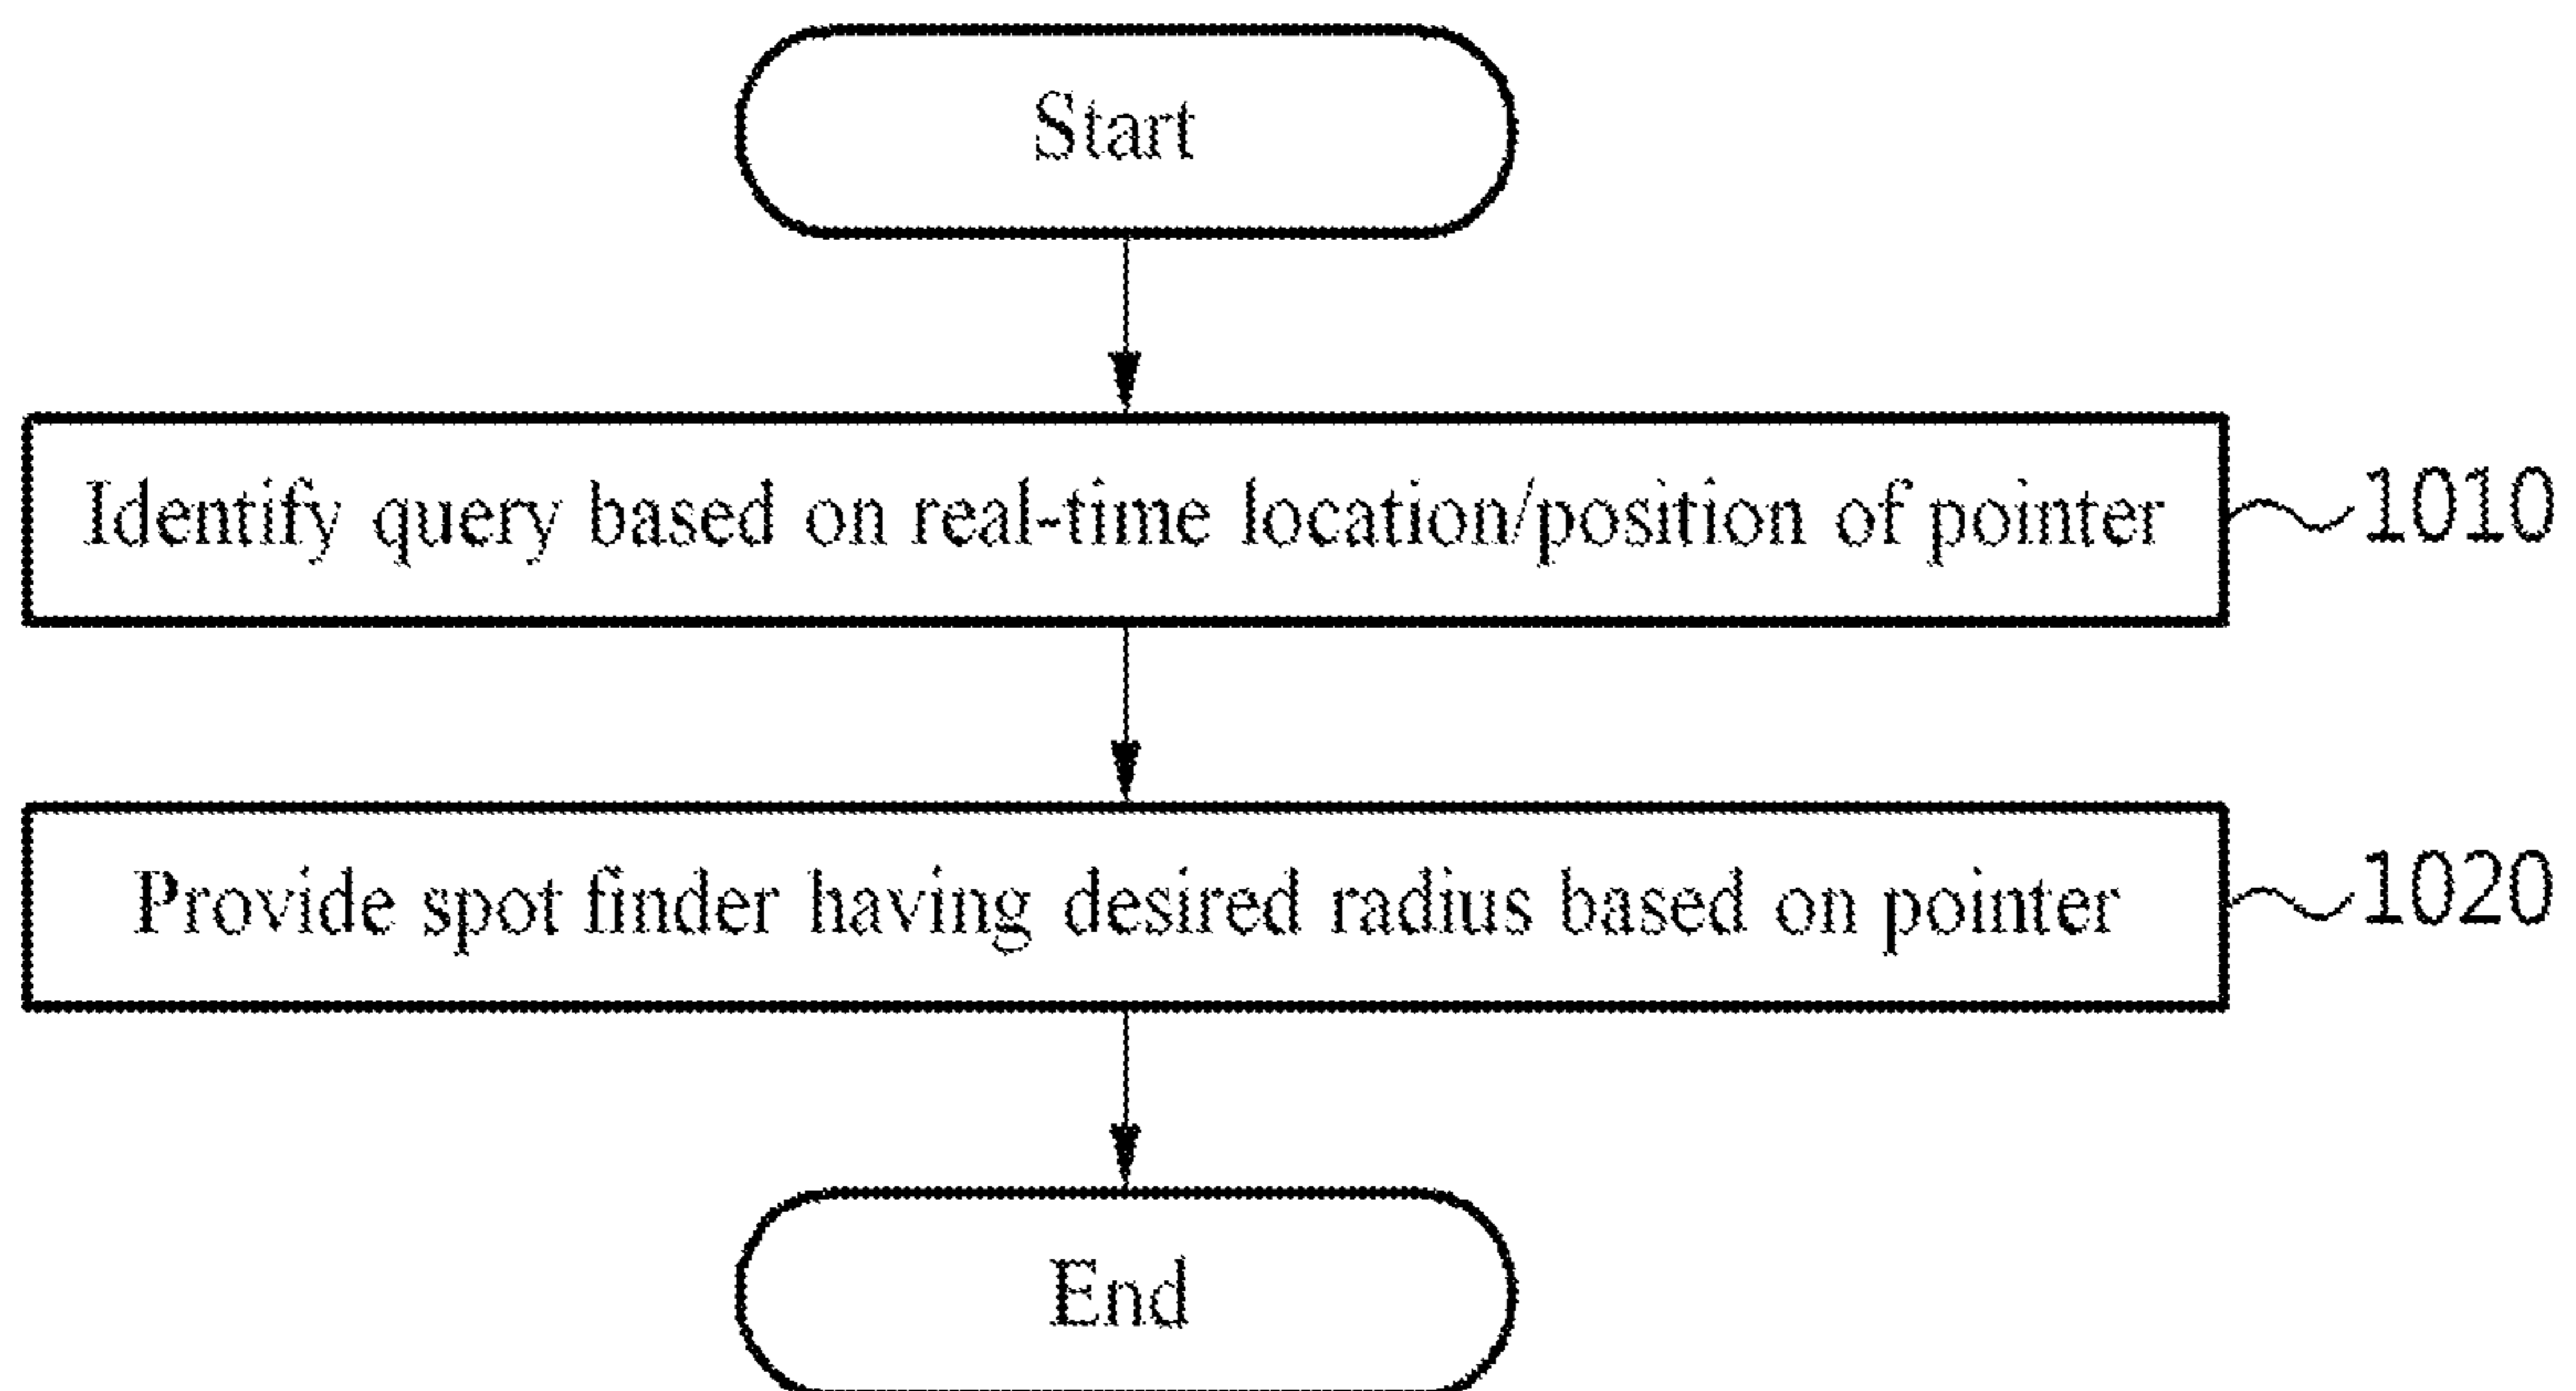 Start
Identify query based on real-time location/position of pointer
1010
Provide spot finder having desired radius based on pointer
1020
End